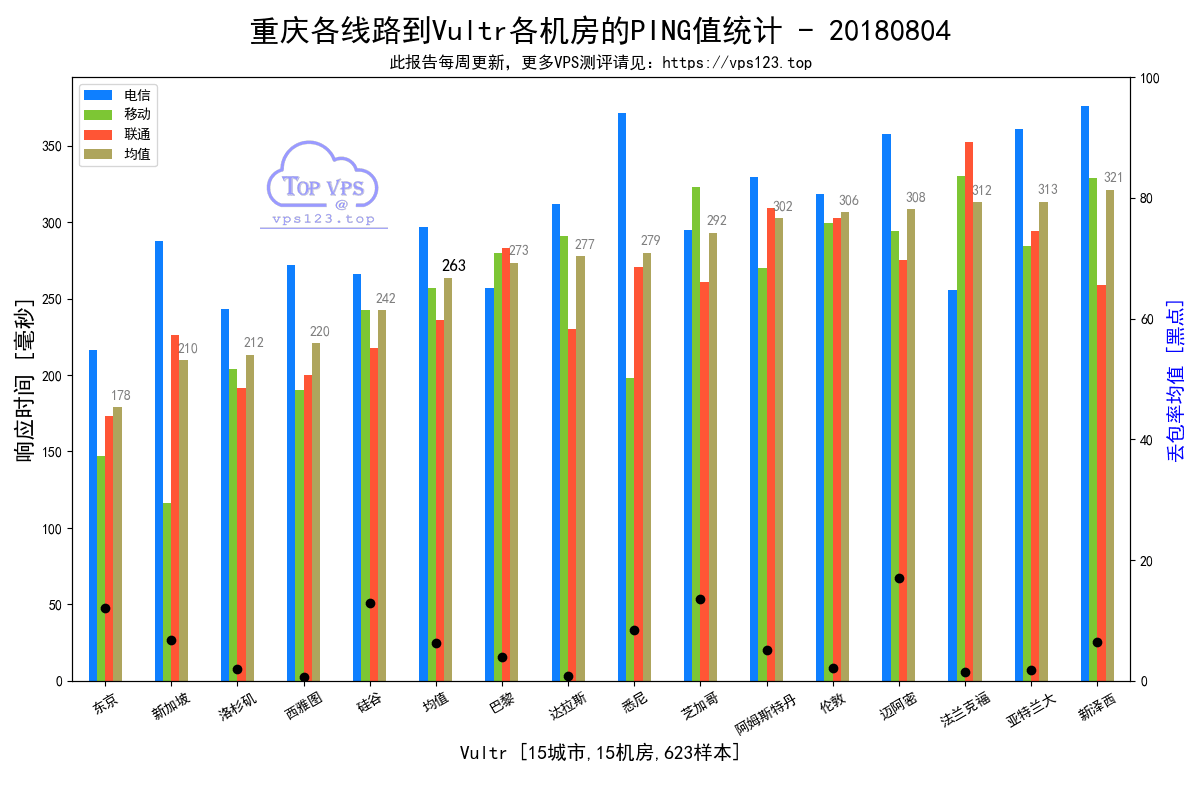 重庆各线路到Vultr各机房的PING值统计 - 20180804
此报告每周更新，更多VPS测评请见：https://vps123.top
电信
移动
联通
均值
TOP VPS
@
vps123.top
响应时间 [毫秒]
350
300
250
200
150
100
50
0
178
210
212
220
242
263
273
277
279
292
302
306
308
312
313
321
100
80
60
40
20
0
丢包率均值 [黑点]
东京
新加坡
洛杉矶
西雅图
硅谷
均值
巴黎
达拉斯
悉尼
芝加哥
阿姆斯特丹
伦敦
迈阿密
法兰克福
亚特兰大
新泽西
Vultr [15城市,15机房,623样本]